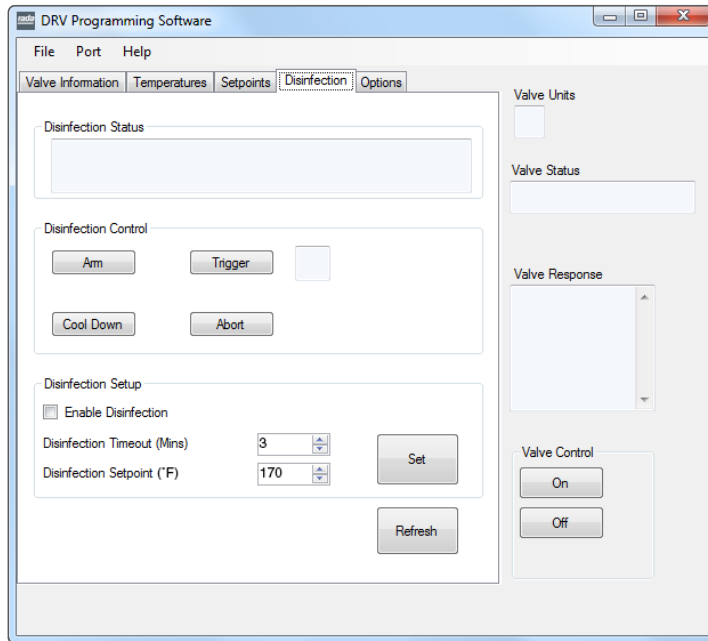 rada DRV Programming Software
File Port Help
Valve Information Temperatures Setpoints Disinfection Options
Disinfection Status
Disinfection Control
Arm Trigger
Cool Down Abort
Disinfection Setup
Enable Disinfection
Disinfection Timeout (Mins) 3
Disinfection Setpoint (°F) 170
Set
Refresh
Valve Units
Valve Status
Valve Response
Valve Control
On
Off